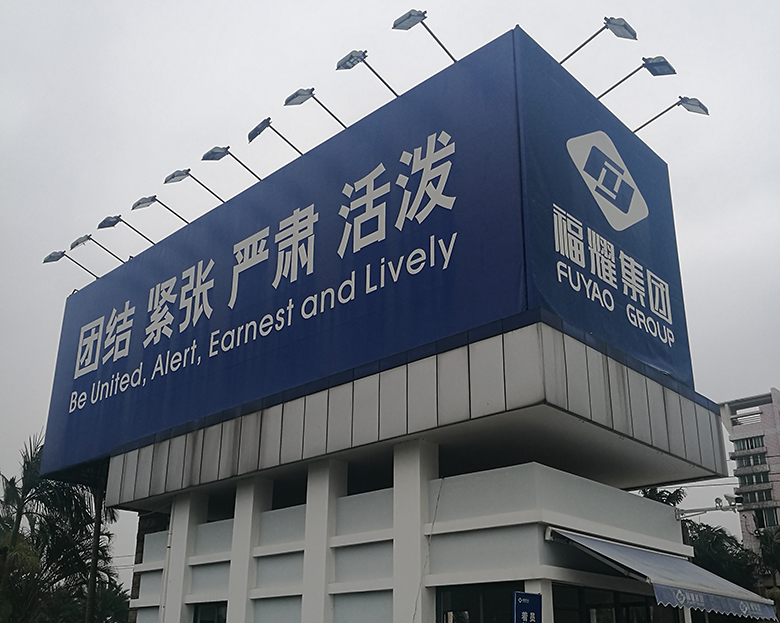 团结 紧张 严肃 活泼
Be United, Alert, Earnest and Lively
福耀集团
FUYAO GROUP